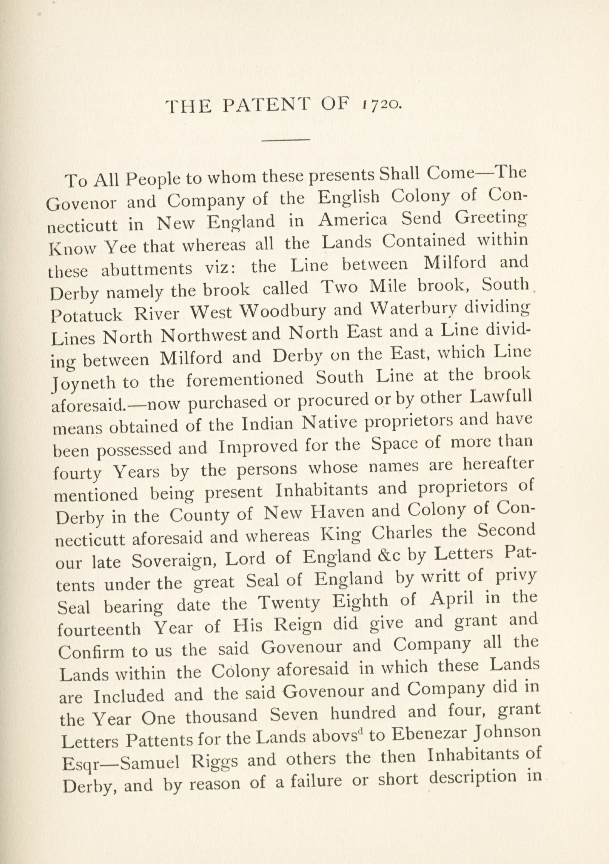 THE PATENT OF 1720.
To All People to whom these presents Shall Come—The
Govenor and Company of the English Colony of Con-
necticutt in New England in America Send Greeting
Know Yee that whereas all the Lands Contained within
these abuttments viz: the Line between Milford and
Derby namely the brook called Two Mile brook, South
Potatuck River West Woodbury and Waterbury dividing
Lines North Northwest and North East and a Line divid-
ing between Milford and Derby on the East, which Line
Joyneth to the forementioned South Line at the brook
aforesaid.—now purchased or procured or by other Lawfull
means obtained of the Indian Native proprietors and have
been possessed and Improved for the Space of more than
fourty Years by the persons whose names are hereafter
mentioned being present Inhabitants and proprietors of
Derby in the County of New Haven and Colony of Con-
necticutt aforesaid and whereas King Charles the Second
our late Soveraign, Lord of England &c by Letters Pat-
tents under the great Seal of England by writt of privy
Seal bearing date the Twenty Eighth of April in the
fourteenth Year of His Reign did give and grant and
Confirm to us the said Govenour and Company all the
Lands within the Colony aforesaid in which these Lands
are Included and the said Govenour and Company did in
the Year One thousand Seven hundred and four, grant
Letters Pattents for the Lands abovsᵈ to Ebenezar Johnson
Esqr—Samuel Riggs and others the then Inhabitants of
Derby, and by reason of a failure or short description in